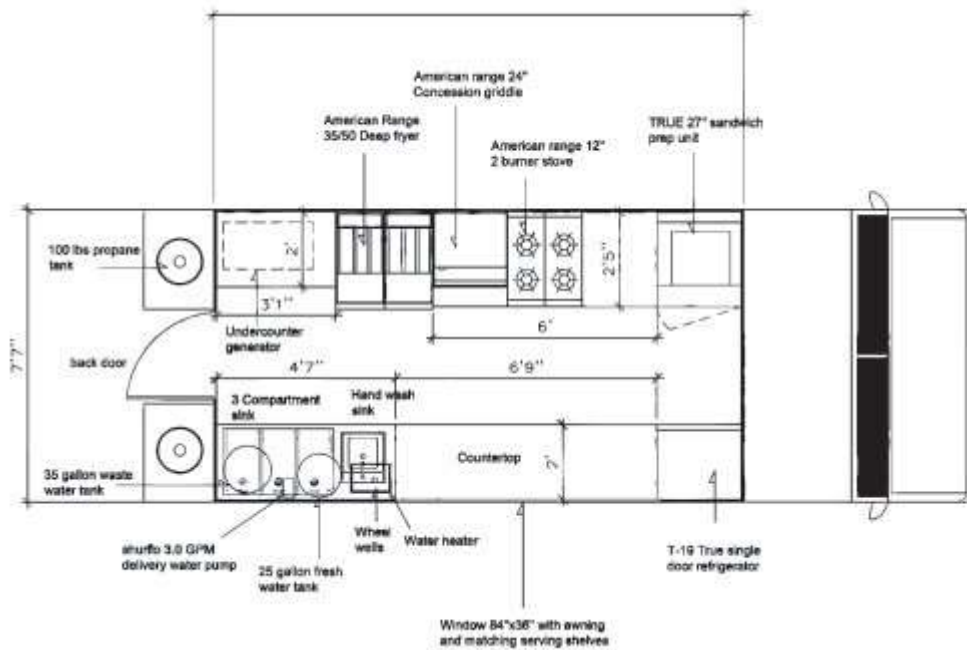 American range 24"
Concession griddle
American Range
35/50 Deep fryer
American range 12"
2 burner stove
TRUE 27" sandwich
prep unit
100 lbs propane
tank
2'
2'5"
3'1"
6'
Undercounter
generator
7'7"
back door
4'7"
6'9"
3 Compartment
sink
Hand wash
sink
Countertop
2'
35 gallon waste
water tank
shurflo 3.0 GPM
delivery water pump
25 gallon fresh
water tank
Wheel
wells
Water heater
T-19 True single
door refrigerator
Window 84"x36" with awning
and matching serving shelves